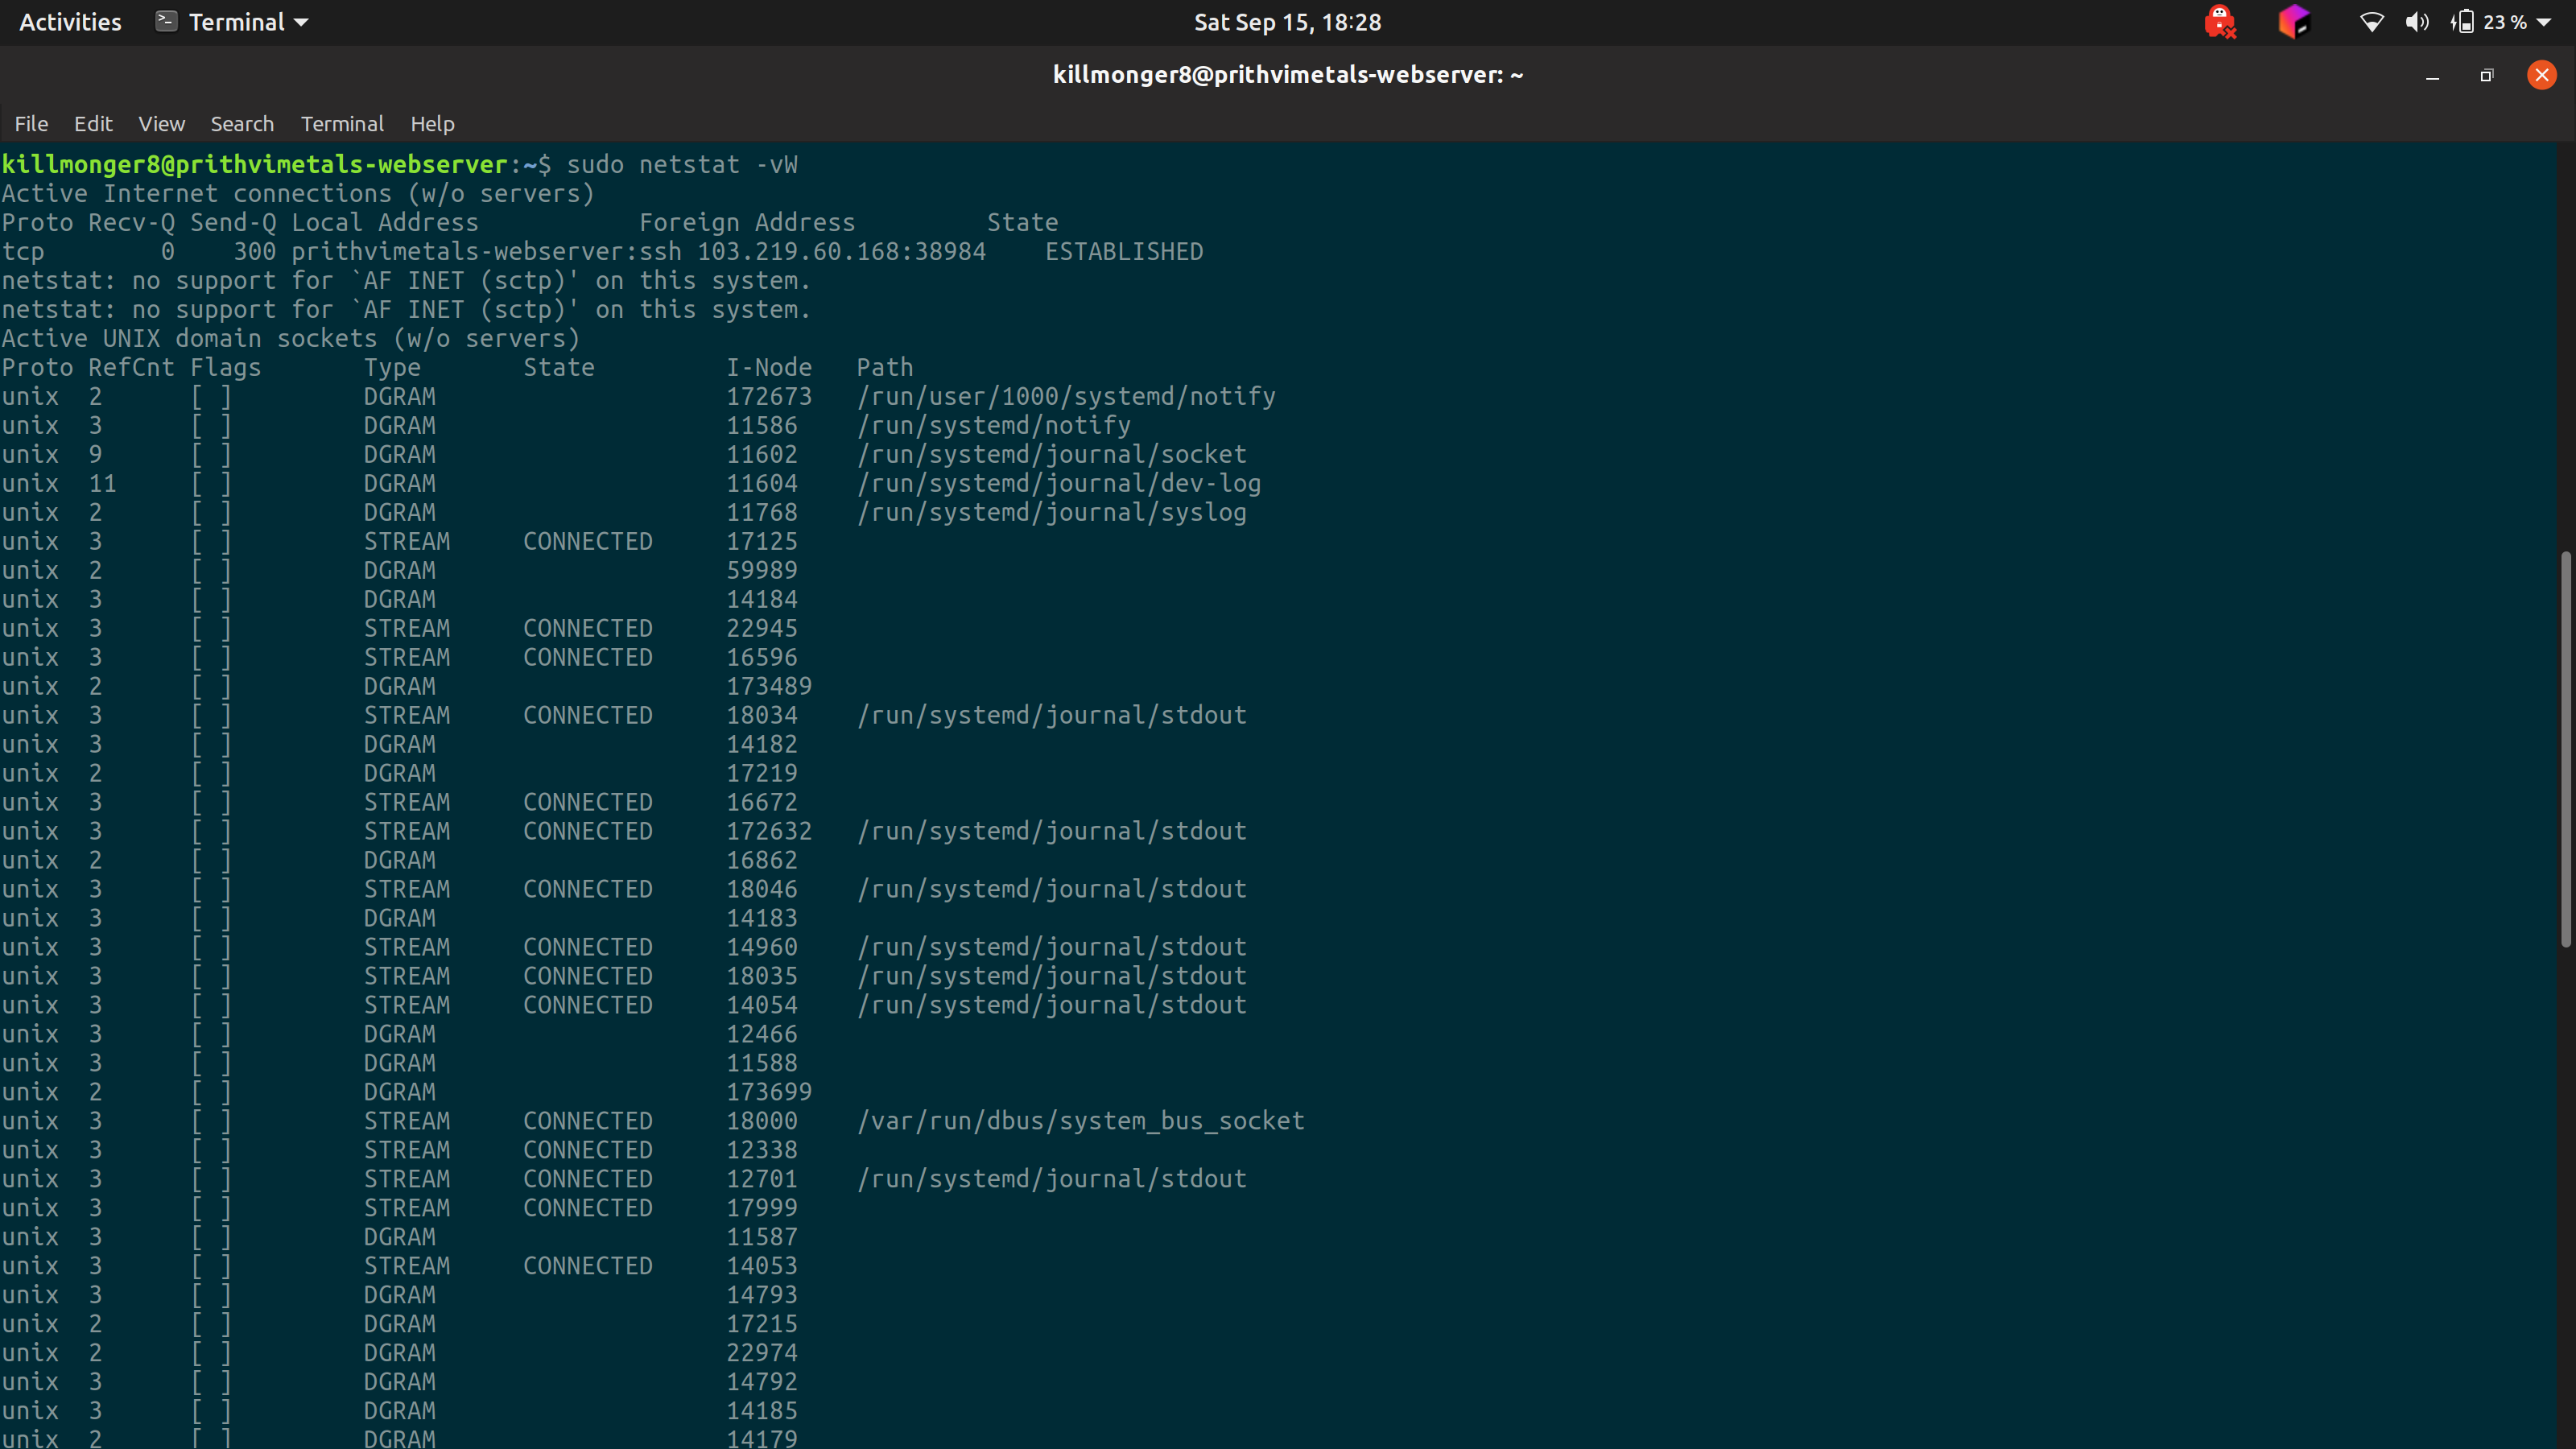 Activities Terminal Sat Sep 15, 18:28 23 %
killmonger8@prithvimetals-webserver: ~
File Edit View Search Terminal Help
killmonger8@prithvimetals-webserver:~$ sudo netstat -vW
Active Internet connections (w/o servers)
Proto Recv-Q Send-Q Local Address           Foreign Address         State
tcp        0    300 prithvimetals-webserver:ssh 103.219.60.168:38984    ESTABLISHED
netstat: no support for `AF INET (sctp)' on this system.
netstat: no support for `AF INET (sctp)' on this system.
Active UNIX domain sockets (w/o servers)
Proto RefCnt Flags       Type       State         I-Node   Path
unix  2      [ ]         DGRAM                    172673   /run/user/1000/systemd/notify
unix  3      [ ]         DGRAM                    11586    /run/systemd/notify
unix  9      [ ]         DGRAM                    11602    /run/systemd/journal/socket
unix  11     [ ]         DGRAM                    11604    /run/systemd/journal/dev-log
unix  2      [ ]         DGRAM                    11768    /run/systemd/journal/syslog
unix  3      [ ]         STREAM     CONNECTED     17125
unix  2      [ ]         DGRAM                    59989
unix  3      [ ]         DGRAM                    14184
unix  3      [ ]         STREAM     CONNECTED     22945
unix  3      [ ]         STREAM     CONNECTED     16596
unix  2      [ ]         DGRAM                    173489
unix  3      [ ]         STREAM     CONNECTED     18034    /run/systemd/journal/stdout
unix  3      [ ]         DGRAM                    14182
unix  2      [ ]         DGRAM                    17219
unix  3      [ ]         STREAM     CONNECTED     16672
unix  3      [ ]         STREAM     CONNECTED     172632   /run/systemd/journal/stdout
unix  2      [ ]         DGRAM                    16862
unix  3      [ ]         STREAM     CONNECTED     18046    /run/systemd/journal/stdout
unix  3      [ ]         DGRAM                    14183
unix  3      [ ]         STREAM     CONNECTED     14960    /run/systemd/journal/stdout
unix  3      [ ]         STREAM     CONNECTED     18035    /run/systemd/journal/stdout
unix  3      [ ]         STREAM     CONNECTED     14054    /run/systemd/journal/stdout
unix  3      [ ]         DGRAM                    12466
unix  3      [ ]         DGRAM                    11588
unix  2      [ ]         DGRAM                    173699
unix  3      [ ]         STREAM     CONNECTED     18000    /var/run/dbus/system_bus_socket
unix  3      [ ]         STREAM     CONNECTED     12338
unix  3      [ ]         STREAM     CONNECTED     12701    /run/systemd/journal/stdout
unix  3      [ ]         STREAM     CONNECTED     17999
unix  3      [ ]         DGRAM                    11587
unix  3      [ ]         STREAM     CONNECTED     14053
unix  3      [ ]         DGRAM                    14793
unix  2      [ ]         DGRAM                    17215
unix  2      [ ]         DGRAM                    22974
unix  3      [ ]         DGRAM                    14792
unix  3      [ ]         DGRAM                    14185
unix  2      [ ]         DGRAM                    14179